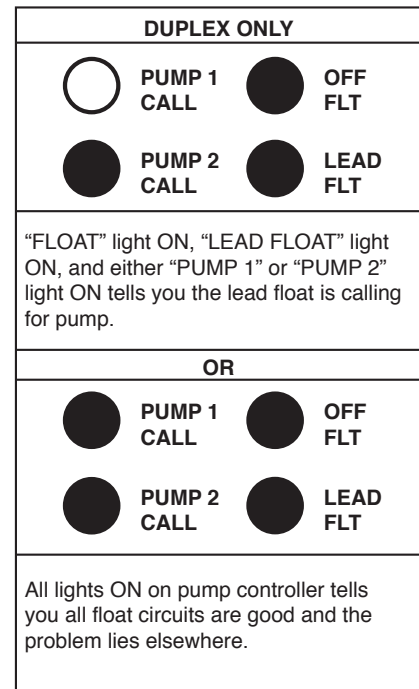 DUPLEX ONLY
PUMP 1
CALL
OFF
FLT
PUMP 2
CALL
LEAD
FLT
“FLOAT” light ON, “LEAD FLOAT” light
ON, and either “PUMP 1” or “PUMP 2”
light ON tells you the lead float is calling
for pump.
OR
PUMP 1
CALL
OFF
FLT
PUMP 2
CALL
LEAD
FLT
All lights ON on pump controller tells
you all float circuits are good and the
problem lies elsewhere.